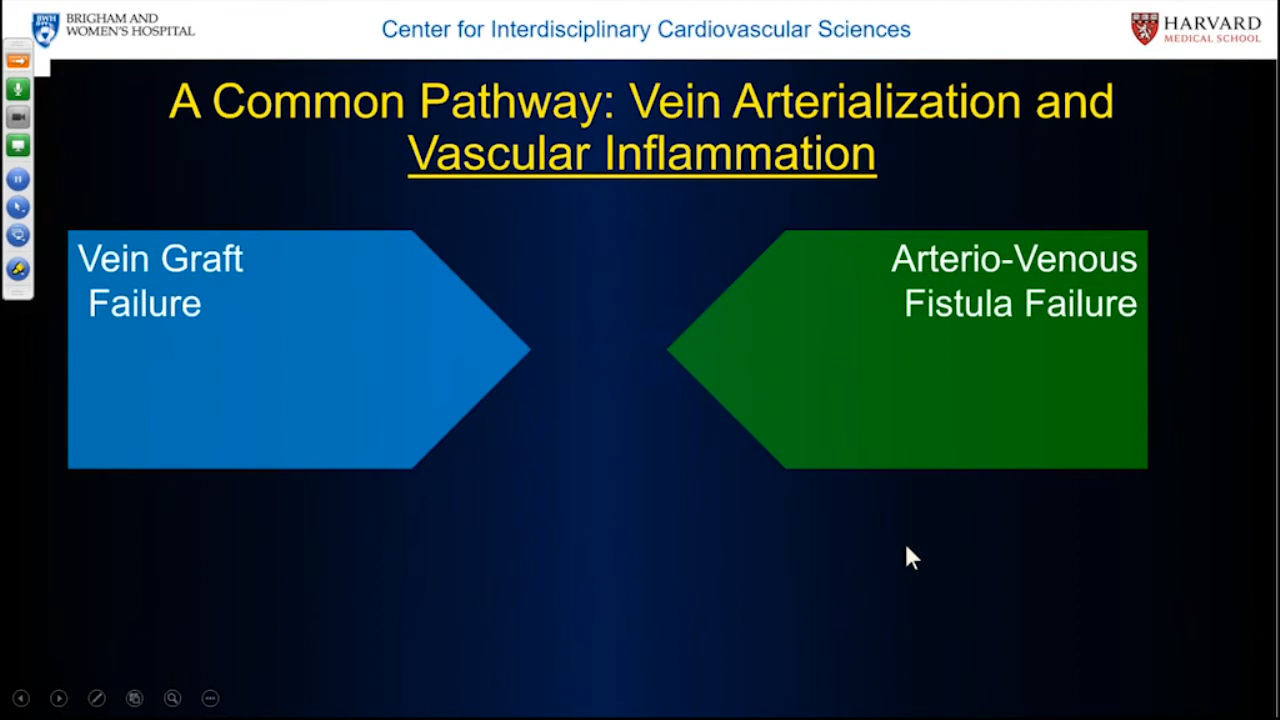 BRIGHAM AND
WOMEN'S HOSPITAL
BWH
Center for Interdisciplinary Cardiovascular Sciences
HARVARD
MEDICAL SCHOOL
A Common Pathway: Vein Arterialization and
Vascular Inflammation
Vein Graft
Failure
Arterio-Venous
Fistula Failure